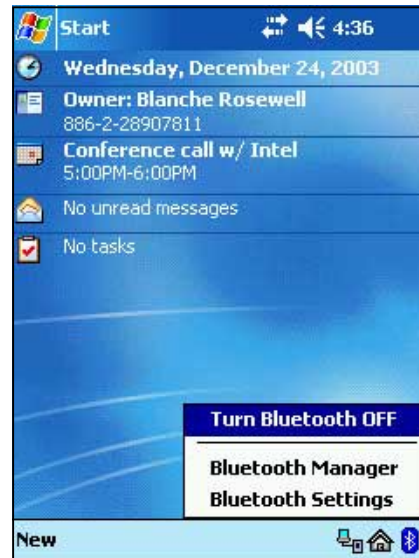 Start 4:36
Wednesday, December 24, 2003
Owner: Blanche Rosewell
886-2-28907811
Conference call w/ Intel
5:00PM-6:00PM
No unread messages
No tasks
Turn Bluetooth OFF
Bluetooth Manager
Bluetooth Settings
New